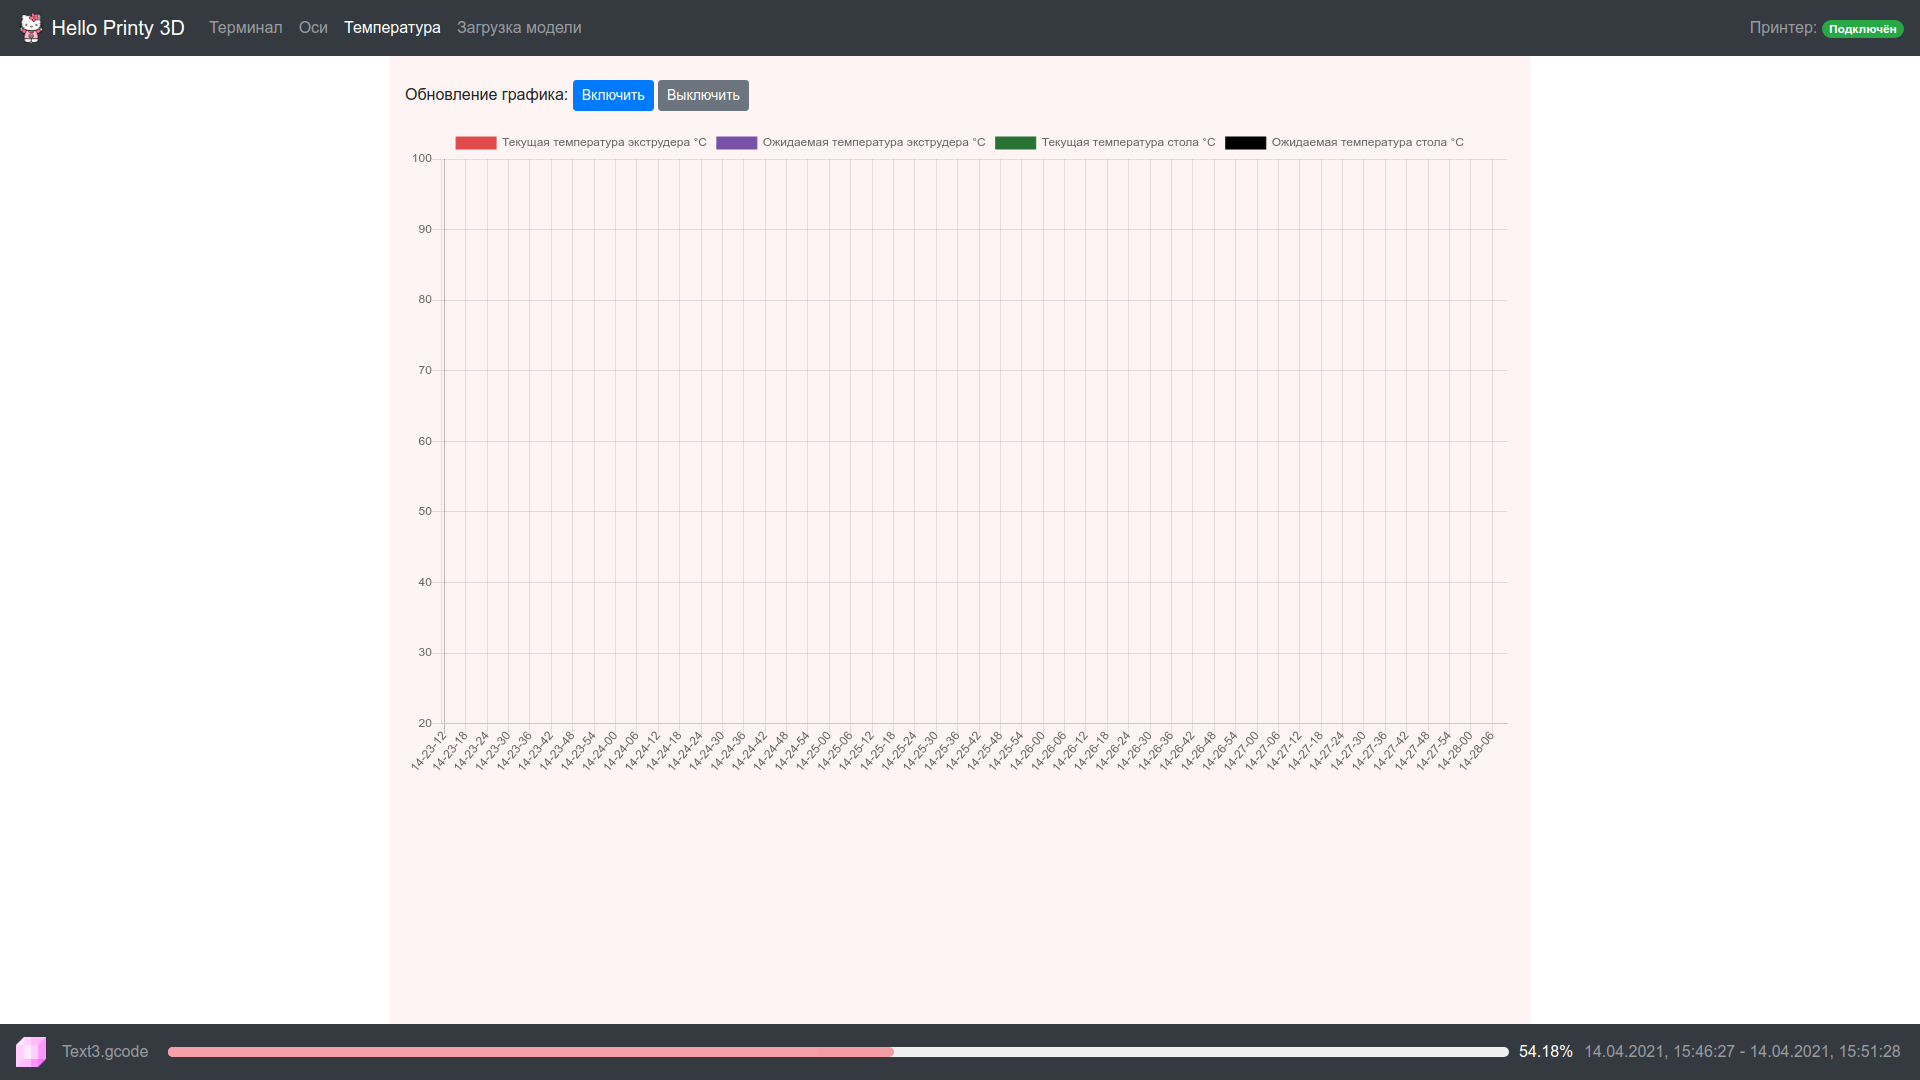 Hello Printy 3D Терминал Оси Температура Загрузка модели Принтер: Подключён
Обновление графика: Включить Выключить
Текущая температура экструдера °C Ожидаемая температура экструдера °C Текущая температура стола °C Ожидаемая температура стола °C
100
90
80
70
60
50
40
30
20
14-23-12 14-23-18 14-23-24 14-23-30 14-23-36 14-23-42 14-23-48 14-23-54 14-24-00 14-24-06 14-24-12 14-24-18 14-24-24 14-24-30 14-24-36 14-24-42 14-24-48 14-24-54 14-25-00 14-25-06 14-25-12 14-25-18 14-25-24 14-25-30 14-25-36 14-25-42 14-25-48 14-25-54 14-26-00 14-26-06 14-26-12 14-26-18 14-26-24 14-26-30 14-26-36 14-26-42 14-26-48 14-26-54 14-27-00 14-27-06 14-27-12 14-27-18 14-27-24 14-27-30 14-27-36 14-27-42 14-27-48 14-27-54 14-28-00 14-28-06
Text3.gcode 54.18% 14.04.2021, 15:46:27 - 14.04.2021, 15:51:28